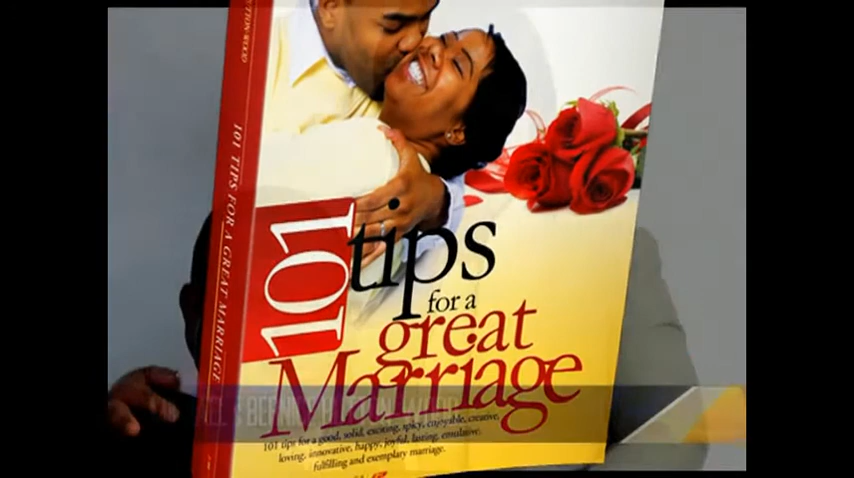 101 TIPS FOR A GREAT MARRIAGE
101
tips
for a
great
Marriage
101 tips for a good, solid, exciting, spicy, enjoyable, creative,
loving, innovative, happy, joyful, lasting, emulative.
fulfilling and exemplary marriage.